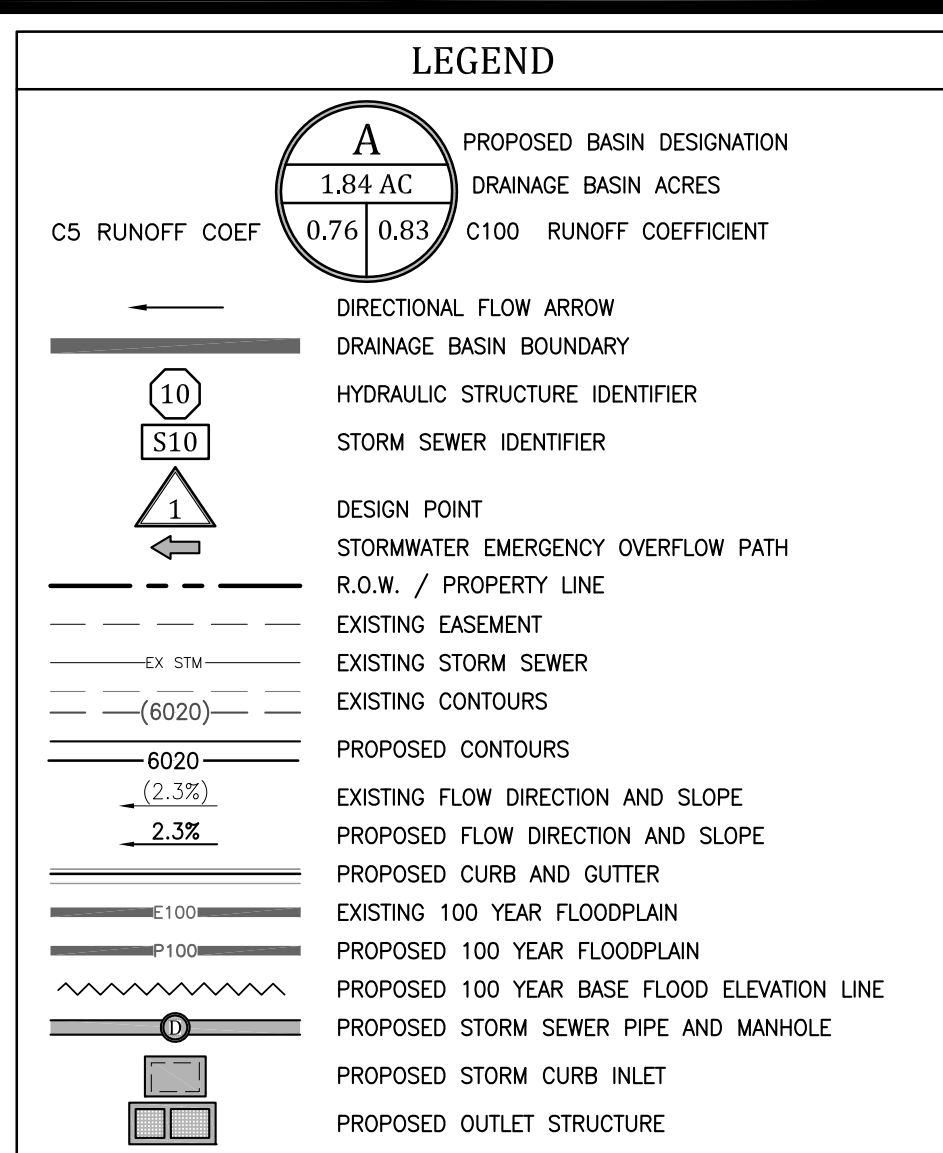 LEGEND
A PROPOSED BASIN DESIGNATION
1.84 AC DRAINAGE BASIN ACRES
C5 RUNOFF COEF 0.76 0.83 C100 RUNOFF COEFFICIENT
DIRECTIONAL FLOW ARROW
DRAINAGE BASIN BOUNDARY
10 HYDRAULIC STRUCTURE IDENTIFIER
S10 STORM SEWER IDENTIFIER
1 DESIGN POINT
STORMWATER EMERGENCY OVERFLOW PATH
R.O.W. / PROPERTY LINE
EXISTING EASEMENT
EX STM EXISTING STORM SEWER
(6020) EXISTING CONTOURS
6020 PROPOSED CONTOURS
(2.3%) EXISTING FLOW DIRECTION AND SLOPE
2.3% PROPOSED FLOW DIRECTION AND SLOPE
PROPOSED CURB AND GUTTER
E100 EXISTING 100 YEAR FLOODPLAIN
P100 PROPOSED 100 YEAR FLOODPLAIN
PROPOSED 100 YEAR BASE FLOOD ELEVATION LINE
D PROPOSED STORM SEWER PIPE AND MANHOLE
PROPOSED STORM CURB INLET
PROPOSED OUTLET STRUCTURE